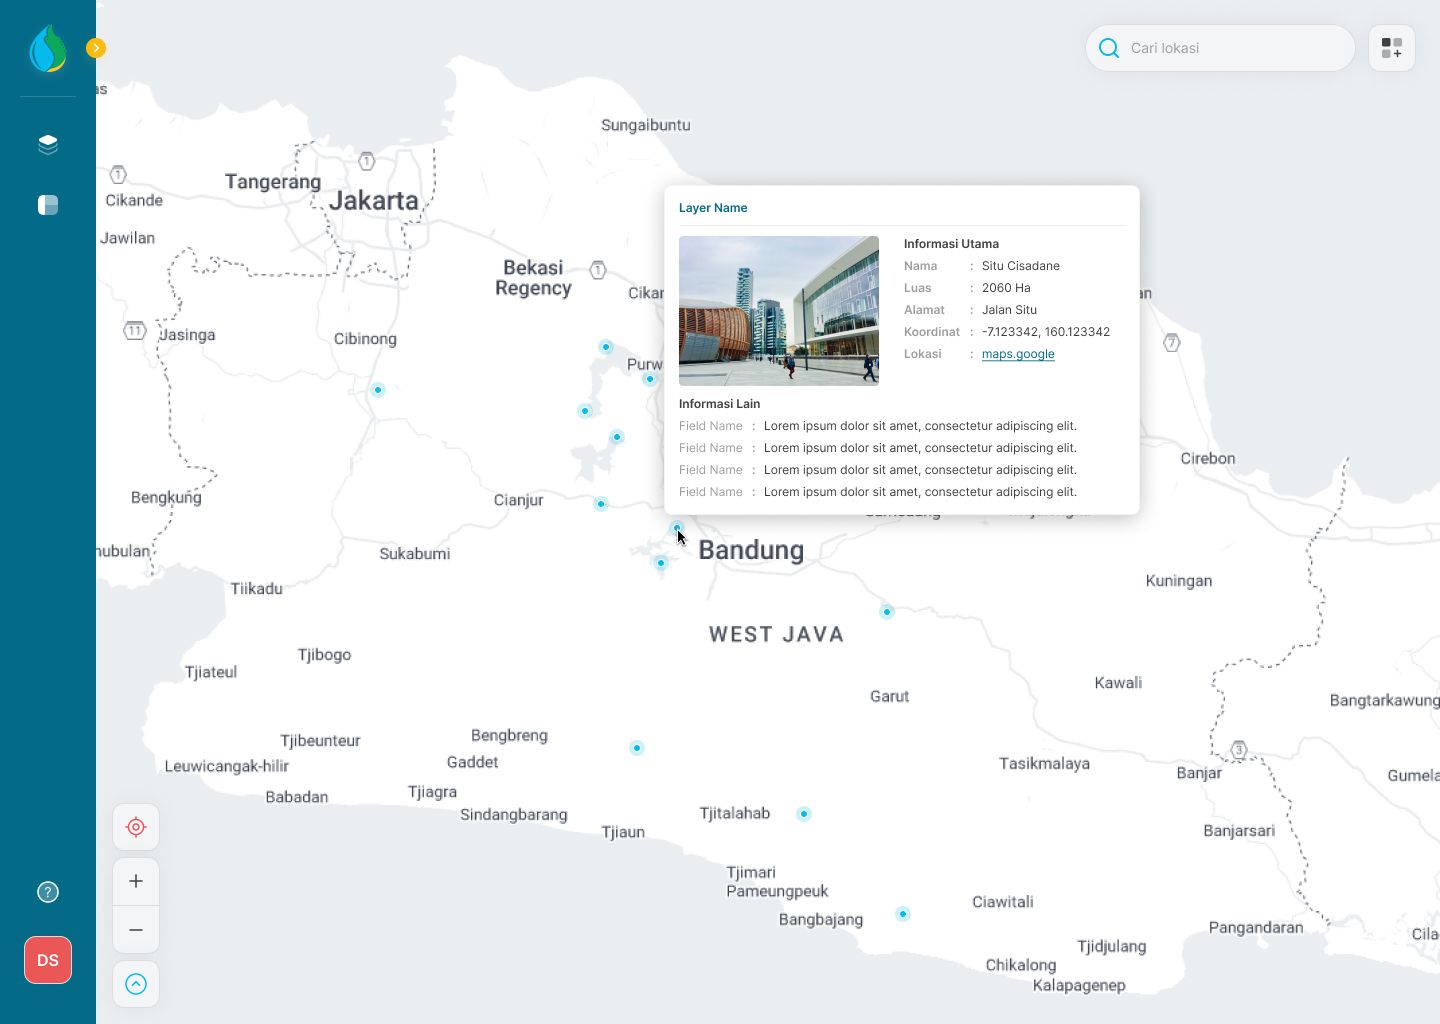 Cari lokasi
as
Sungaibuntu
1
1
Tangerang
Jakarta
Cikande
Jawilan
Bekasi
Regency
1
11
Jasinga
Cibinong
Purw
7
Layer Name
Informasi Utama
Nama : Situ Cisadane
Luas : 2060 Ha
Alamat : Jalan Situ
Koordinat : -7.123342, 160.123342
Lokasi : maps.google
Informasi Lain
Field Name : Lorem ipsum dolor sit amet, consectetur adipiscing elit.
Field Name : Lorem ipsum dolor sit amet, consectetur adipiscing elit.
Field Name : Lorem ipsum dolor sit amet, consectetur adipiscing elit.
Field Name : Lorem ipsum dolor sit amet, consectetur adipiscing elit.
Cirebon
Bengkung
Cianjur
Sukabumi
Bandung
Tiikadu
Kuningan
WEST JAVA
Tjibogo
Tjiateul
Garut
Kawali
Bangtarkawung
Tjibeunteur
Bengbreng
Leuwicangak-hilir
Gaddet
Tasikmalaya
3
Banjar
Gumela
Babadan
Tjiagra
Sindangbarang
Tjiaun
Tjitalahab
Banjarsari
Tjimari
Pameungpeuk
Bangbajang
Ciawitali
Pangandaran
Cila
Tjidjulang
Chikalong
Kalapagenep
?
DS